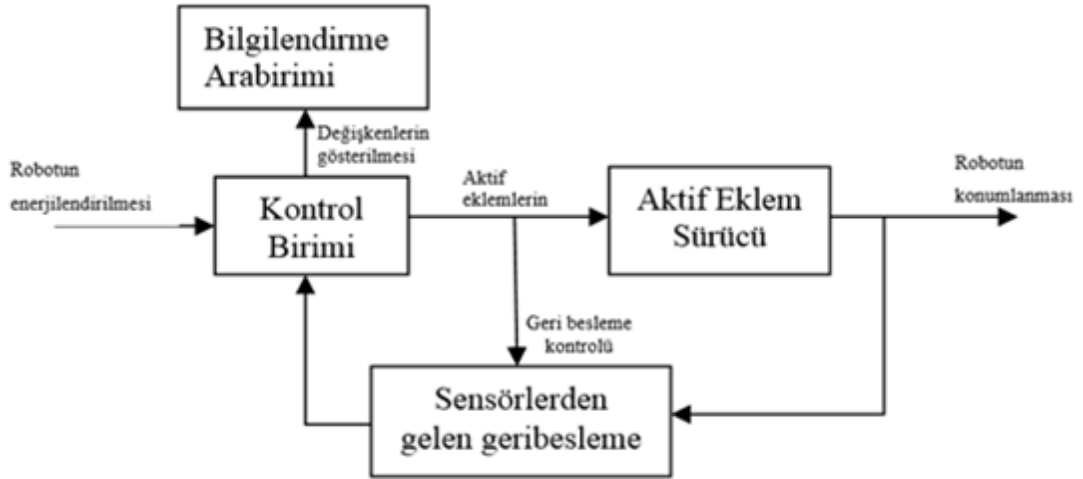 Bilgilendirme
Arabirimi
Değişkenlerin
gösterilmesi
Robotun
enerjilendirilmesi
Kontrol
Birimi
Aktif
eklemlerin
Aktif Eklem
Sürücü
Robotun
konumlanması
Geri besleme
kontrolü
Sensörlerden
gelen geribesleme